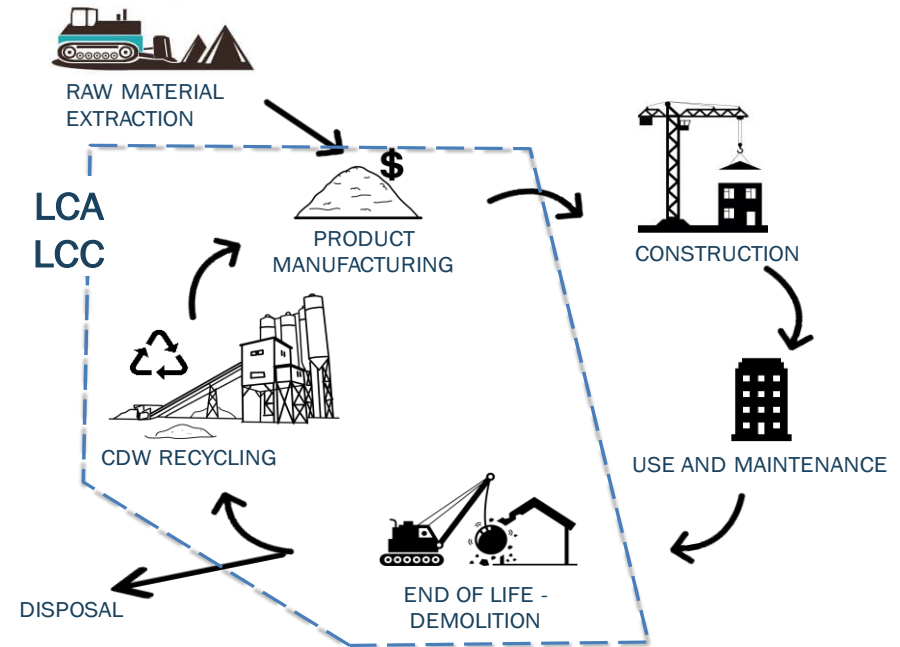 RAW MATERIAL
EXTRACTION
$
LCA
LCC
PRODUCT
MANUFACTURING
CONSTRUCTION
CDW RECYCLING
USE AND MAINTENANCE
END OF LIFE -
DEMOLITION
DISPOSAL